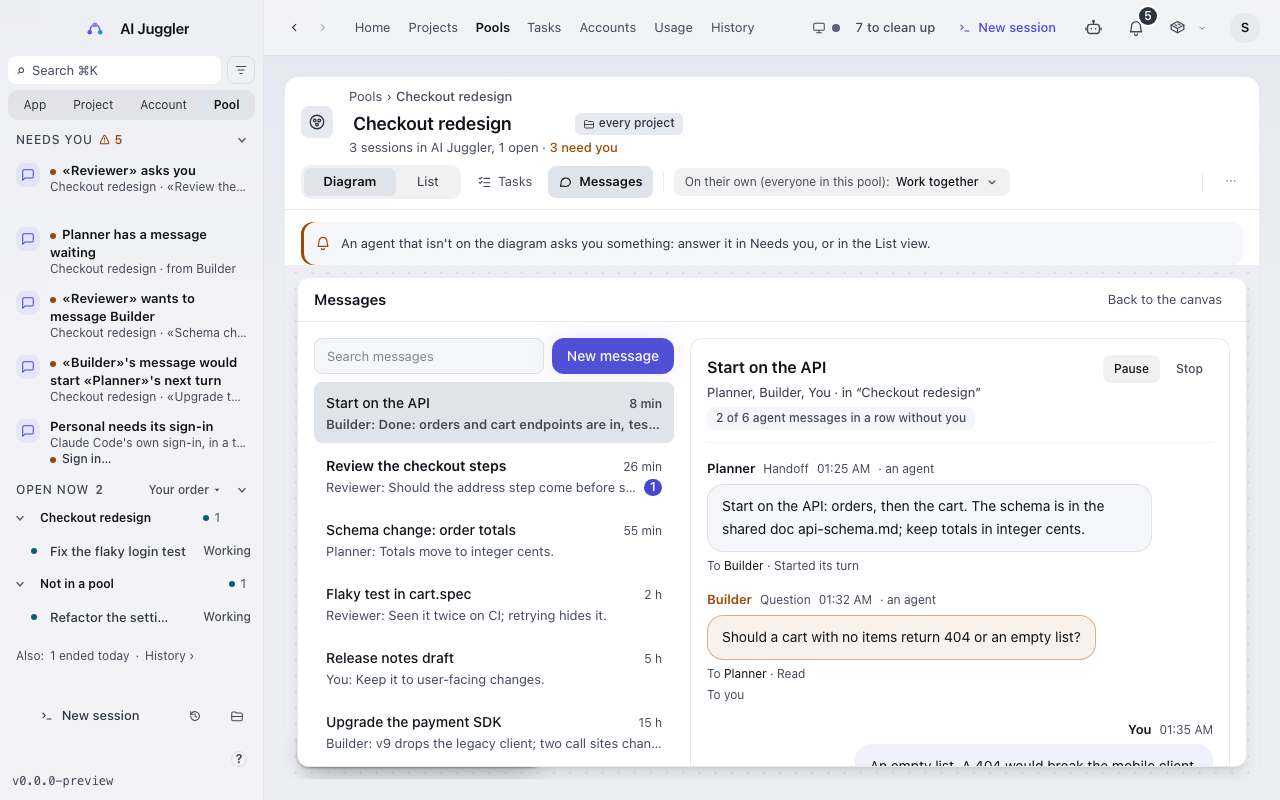 AI Juggler
Search ⌘K
App Project Account Pool
NEEDS YOU 5
«Reviewer» asks you
Checkout redesign · «Review the…
Planner has a message
waiting
Checkout redesign · from Builder
«Reviewer» wants to
message Builder
Checkout redesign · «Schema ch…
«Builder»'s message would
start «Planner»'s next turn
Checkout redesign · «Upgrade t…
Personal needs its sign-in
Claude Code's own sign-in, in a t…
Sign in…
OPEN NOW 2 Your order
Checkout redesign 1
Fix the flaky login test Working
Not in a pool 1
Refactor the setti… Working
Also: 1 ended today · History ›
New session
?
v0.0.0-preview
Home Projects Pools Tasks Accounts Usage History
7 to clean up New session 5 S
Pools › Checkout redesign
Checkout redesign every project
3 sessions in AI Juggler, 1 open · 3 need you
Diagram List Tasks Messages On their own (everyone in this pool): Work together …
An agent that isn't on the diagram asks you something: answer it in Needs you, or in the List view.
Messages Back to the canvas
Search messages New message
Start on the API 8 min
Builder: Done: orders and cart endpoints are in, tes…
Review the checkout steps 26 min
Reviewer: Should the address step come before s… 1
Schema change: order totals 55 min
Planner: Totals move to integer cents.
Flaky test in cart.spec 2 h
Reviewer: Seen it twice on CI; retrying hides it.
Release notes draft 5 h
You: Keep it to user-facing changes.
Upgrade the payment SDK 15 h
Builder: v9 drops the legacy client; two call sites chan…
Start on the API Pause Stop
Planner, Builder, You · in “Checkout redesign”
2 of 6 agent messages in a row without you
Planner Handoff 01:25 AM · an agent
Start on the API: orders, then the cart. The schema is in the
shared doc api-schema.md; keep totals in integer cents.
To Builder · Started its turn
Builder Question 01:32 AM · an agent
Should a cart with no items return 404 or an empty list?
To Planner · Read
To you
You 01:35 AM
An empty list. A 404 would break the mobile client.